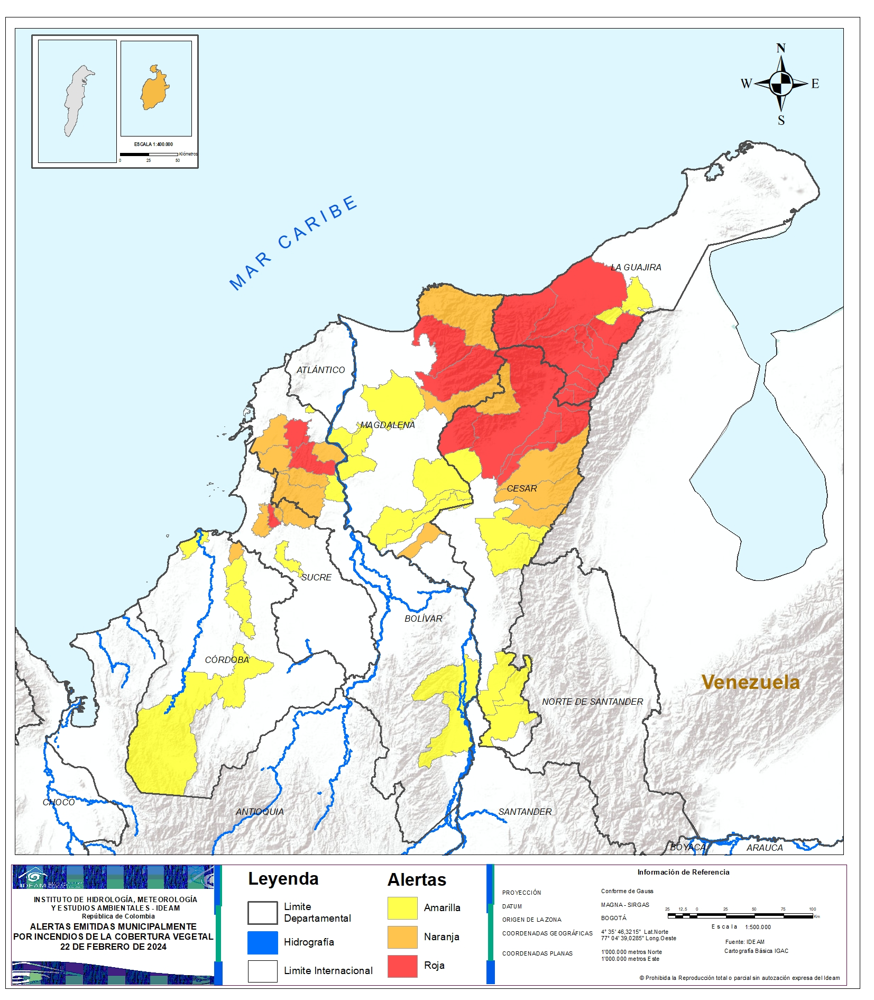 ESCALA 1:400.000
Kilómetros
0 25 50
N
W E
S
MAR CARIBE
LA GUAJIRA
ATLÁNTICO
MAGDALENA
CESAR
SUCRE
BOLÍVAR
CÓRDOBA
Venezuela
NORTE DE SANTANDER
CHOCÓ
ANTIOQUIA
SANTANDER
BOYACÁ
ARAUCA
IDEAM
INSTITUTO DE HIDROLOGÍA, METEOROLOGÍA
Y ESTUDIOS AMBIENTALES - IDEAM
República de Colombia
ALERTAS EMITIDAS MUNICIPALMENTE
POR INCENDIOS DE LA COBERTURA VEGETAL
22 DE FEBRERO DE 2024
Leyenda
Limite
Departamental
Hidrografía
Limite Internacional
Alertas
Amarilla
Naranja
Roja
Información de Referencia
PROYECCIÓN Conforme de Gauss
DATUM MAGNA - SIRGAS
ORIGEN DE LA ZONA BOGOTÁ
COORDENADAS GEOGRÁFICAS 4° 35' 46,3215" Lat.Norte
77° 04' 39,0285" Long.Oeste
COORDENADAS PLANAS 1'000.000 metros Norte
1'000.000 metros Este
25 12,5 0 25 50 75 100
Km
Escala 1:500.000
Fuente: IDEAM
Cartografía Básica IGAC
© Prohibida la Reproducción total o parcial sin autozación expresa del Ideam